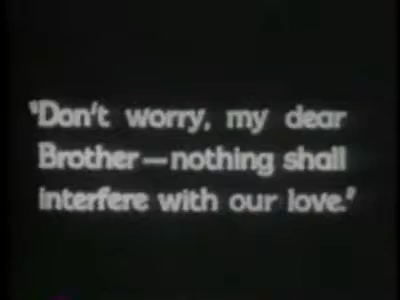 'Don't worry, my dear
Brother—nothing shall
interfere with our love.'